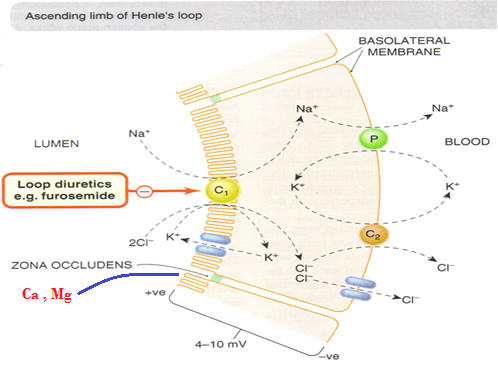 Ascending limb of Henle's loop
BASOLATERAL
MEMBRANE
Na⁺
Na⁺
Na⁺
LUMEN
P
BLOOD
Loop diuretics
e.g. furosemide
−
C₁
K⁺
K⁺
K⁺
2Cl⁻
C₂
K⁺
ZONA OCCLUDENS
Cl⁻
Cl⁻
Cl⁻
Ca , Mg
+ve
Cl⁻
4–10 mV
–ve